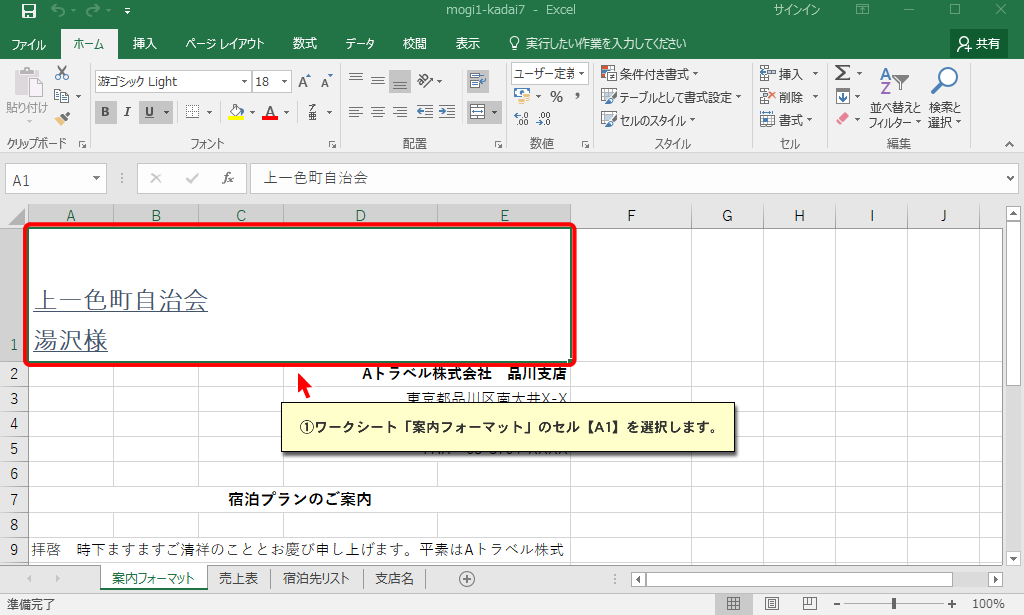 mogi1-kadai7 - Excel
サインイン
ファイル ホーム 挿入 ページ レイアウト 数式 データ 校閲 表示 実行したい作業を入力してください 共有
貼り付け
クリップボード
游ゴシック Light 18 A A
B I U A
フォント
配置
ユーザー定義
% ,
数値
条件付き書式
テーブルとして書式設定
セルのスタイル
スタイル
挿入
削除
書式
セル
Σ
並べ替えと
フィルター
検索と
選択
編集
A1 fx 上一色町自治会
A B C D E F G H I J
1 上一色町自治会
湯沢様
2 Aトラベル株式会社 品川支店
3 東京都品川区南大井X-X
①ワークシート「案内フォーマット」のセル【A1】を選択します。
4
5
6
7 宿泊プランのご案内
8
9 拝啓 時下ますますご清祥のこととお慶び申し上げます。平素はAトラベル株式
案内フォーマット 売上表 宿泊先リスト 支店名
準備完了 100%